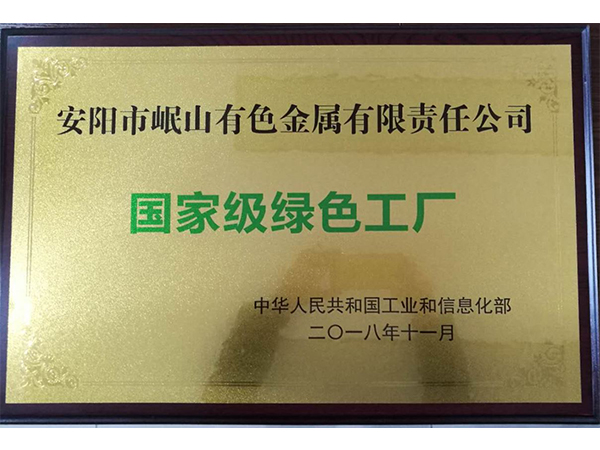 安阳市岷山有色金属有限责任公司
国家级绿色工厂
中华人民共和国工业和信息化部
二〇一八年十一月